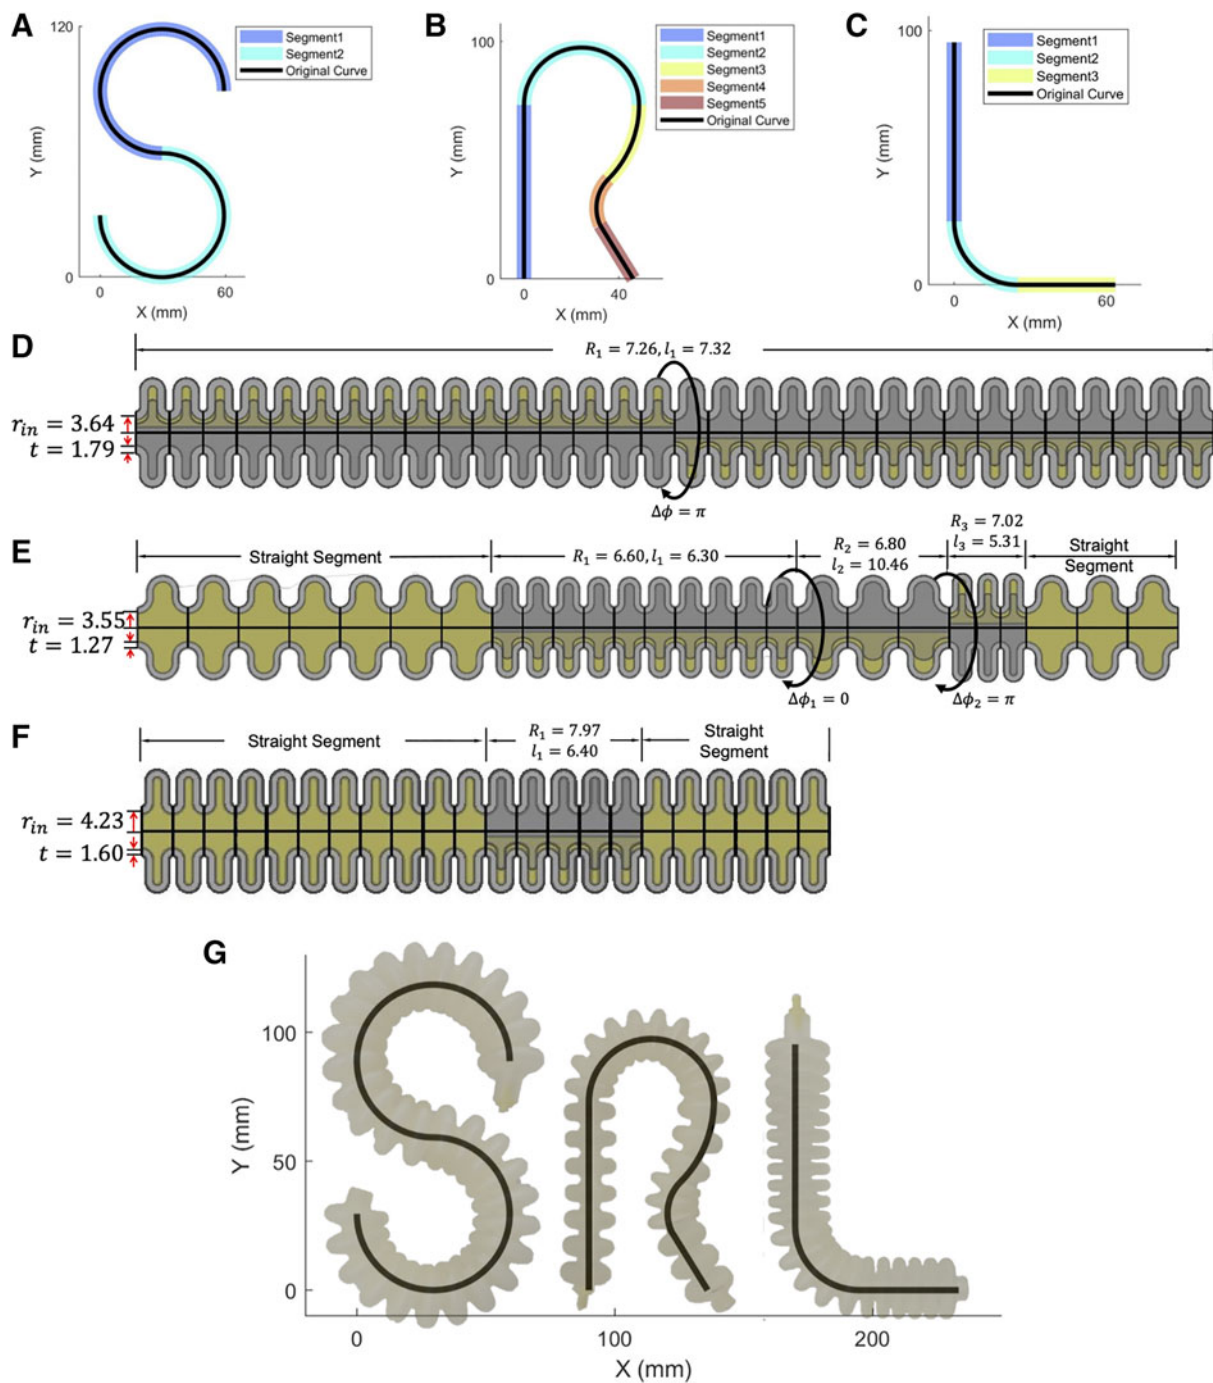 A
120
Y (mm)
0
0
60
X (mm)
Segment1
Segment2
Original Curve
B
100
Y (mm)
0
0
40
X (mm)
Segment1
Segment2
Segment3
Segment4
Segment5
Original Curve
C
100
Y (mm)
0
0
60
X (mm)
Segment1
Segment2
Segment3
Original Curve
D
R₁ = 7.26, l₁ = 7.32
r_in = 3.64
t = 1.79
Δϕ = π
E
Straight Segment
R₁ = 6.60, l₁ = 6.30
R₂ = 6.80
l₂ = 10.46
R₃ = 7.02
l₃ = 5.31
Straight
Segment
r_in = 3.55
t = 1.27
Δϕ₁ = 0
Δϕ₂ = π
F
Straight Segment
R₁ = 7.97
l₁ = 6.40
Straight
Segment
r_in = 4.23
t = 1.60
G
100
50
0
Y (mm)
0
100
200
X (mm)